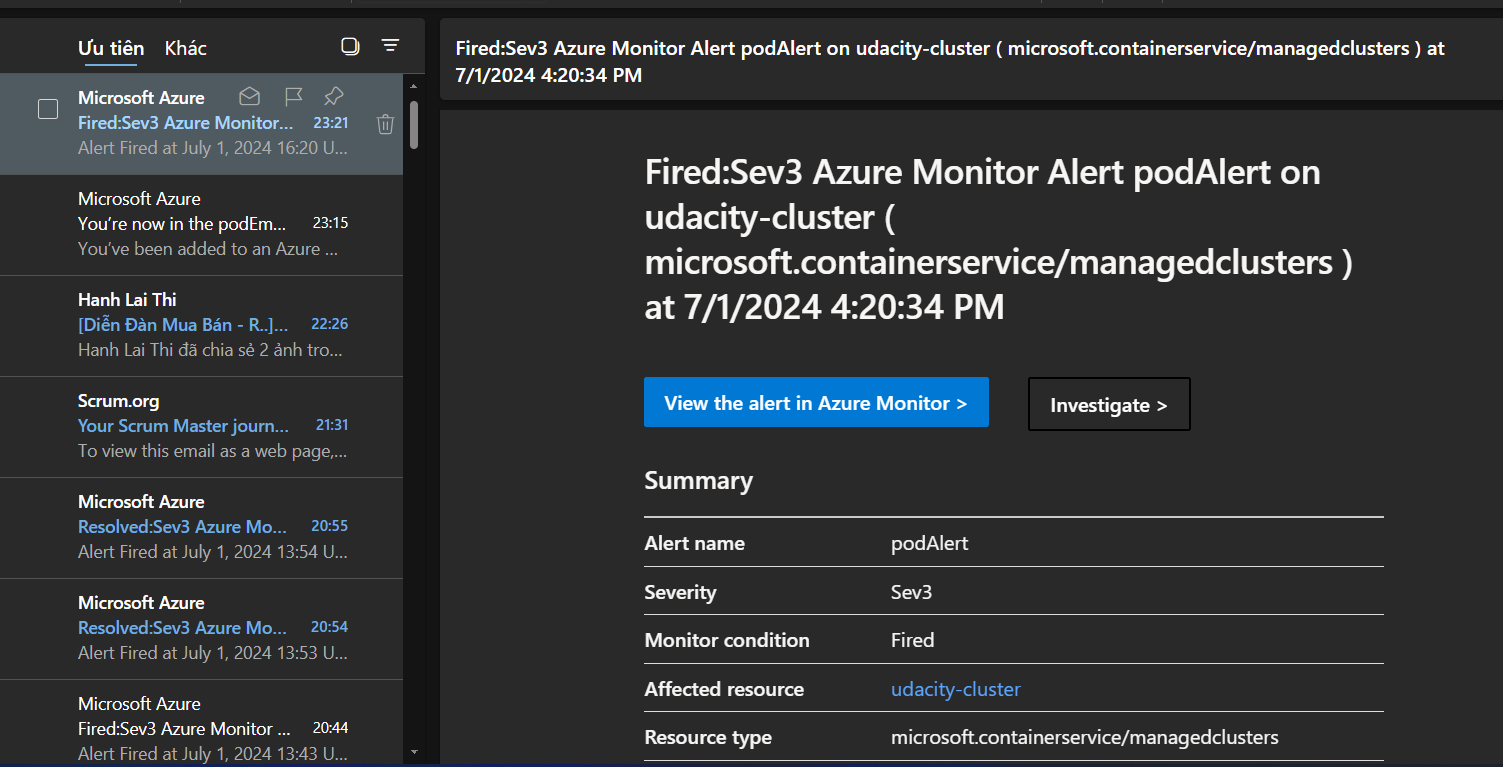 Ưu tiên Khác
Microsoft Azure
Fired:Sev3 Azure Monitor... 23:21
Alert Fired at July 1, 2024 16:20 U...
Microsoft Azure
You're now in the podEm... 23:15
You've been added to an Azure ...
Hanh Lai Thi
[Diễn Đàn Mua Bán - R..]... 22:26
Hanh Lai Thi đã chia sẻ 2 ảnh tro...
Scrum.org
Your Scrum Master journ... 21:31
To view this email as a web page,...
Microsoft Azure
Resolved:Sev3 Azure Mo... 20:55
Alert Fired at July 1, 2024 13:54 U...
Microsoft Azure
Resolved:Sev3 Azure Mo... 20:54
Alert Fired at July 1, 2024 13:53 U...
Microsoft Azure
Fired:Sev3 Azure Monitor ... 20:44
Alert Fired at July 1, 2024 13:43 U...
Fired:Sev3 Azure Monitor Alert podAlert on udacity-cluster ( microsoft.containerservice/managedclusters ) at
7/1/2024 4:20:34 PM
Fired:Sev3 Azure Monitor Alert podAlert on
udacity-cluster (
microsoft.containerservice/managedclusters )
at 7/1/2024 4:20:34 PM
View the alert in Azure Monitor > Investigate >
Summary
Alert name podAlert
Severity Sev3
Monitor condition Fired
Affected resource udacity-cluster
Resource type microsoft.containerservice/managedclusters